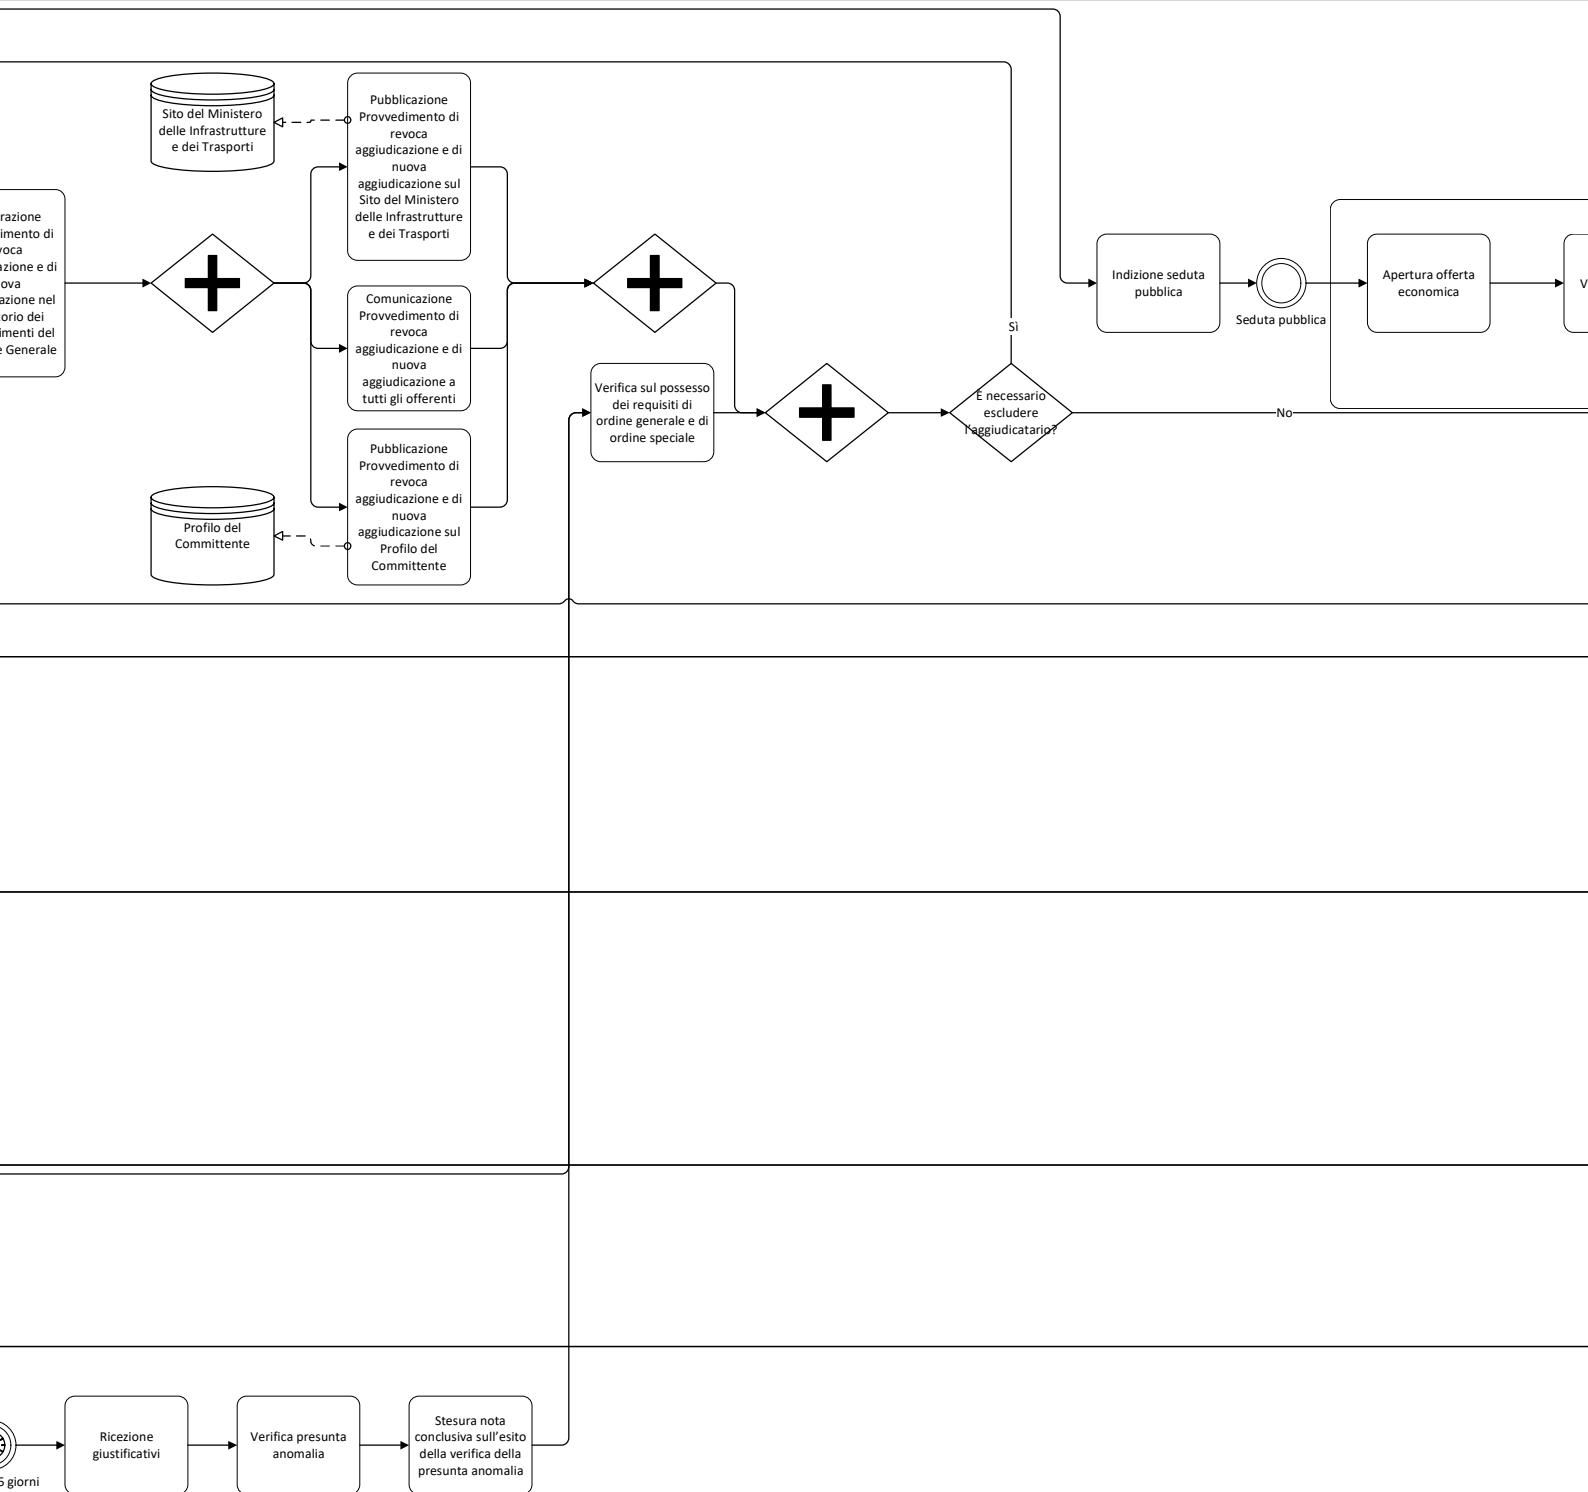 Sito del Ministero
delle Infrastrutture
e dei Trasporti
Pubblicazione
Provvedimento di
revoca
aggiudicazione e di
nuova
aggiudicazione sul
Sito del Ministero
delle Infrastrutture
e dei Trasporti
razione
imento di
voca
azione e di
ova
azione nel
orio dei
imenti del
e Generale
Comunicazione
Provvedimento di
revoca
aggiudicazione e di
nuova
aggiudicazione a
tutti gli offerenti
Pubblicazione
Provvedimento di
revoca
aggiudicazione e di
nuova
aggiudicazione sul
Profilo del
Committente
Profilo del
Committente
Verifica sul possesso
dei requisiti di
ordine generale e di
ordine speciale
È necessario
escludere
l'aggiudicatario?
Sì
No
Indizione seduta
pubblica
Seduta pubblica
Apertura offerta
economica
V
5 giorni
Ricezione
giustificativi
Verifica presunta
anomalia
Stesura nota
conclusiva sull'esito
della verifica della
presunta anomalia